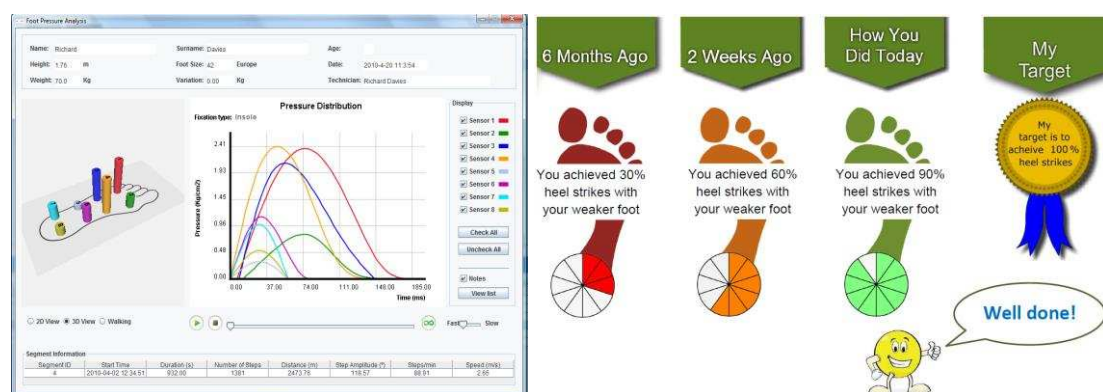 Foot Pressure Analysis
Name: Richard Surname: Davies Age:
Height: 1.76 m Foot Size: 42 Europe Date: 2010-4-20 11:3:54
Weight: 70.0 Kg Variation: 0.00 Kg Technician: Richard Davies
Pressure Distribution
Fixation type: Insole
Pressure (Kg/cm2)
2.41
1.93
1.45
0.96
0.48
0.00
0.00 37.00 74.00 111.00 148.00 185.00
Time (ms)
Display
Sensor 1
Sensor 2
Sensor 3
Sensor 4
Sensor 5
Sensor 6
Sensor 7
Sensor 8
Check All
Uncheck All
Notes
View list
2D View 3D View Walking
Fast Slow
Segment Information
Segment ID Start Time Duration (s) Number of Steps Distance (m) Step Amplitude (º) Steps/min Speed (m/s)
4 2010-04-02 12:34:51 932.00 1381 2473.76 116.57 88.91 2.65
6 Months Ago
You achieved 30%
heel strikes with
your weaker foot
2 Weeks Ago
You achieved 60%
heel strikes with
your weaker foot
How You
Did Today
You achieved 90%
heel strikes with
your weaker foot
My
Target
My
target is to
acheive 100%
heel strikes
Well done!